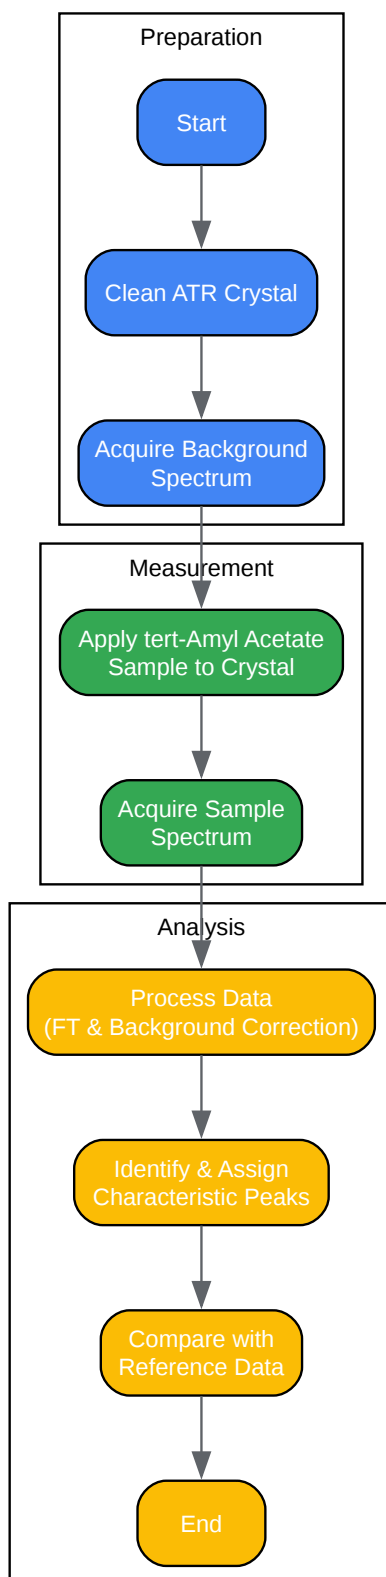 Preparation
Start
Clean ATR Crystal
Acquire Background
Spectrum
Measurement
Apply tert-Amyl Acetate
Sample to Crystal
Acquire Sample
Spectrum
Analysis
Process Data
(FT & Background Correction)
Identify & Assign
Characteristic Peaks
Compare with
Reference Data
End